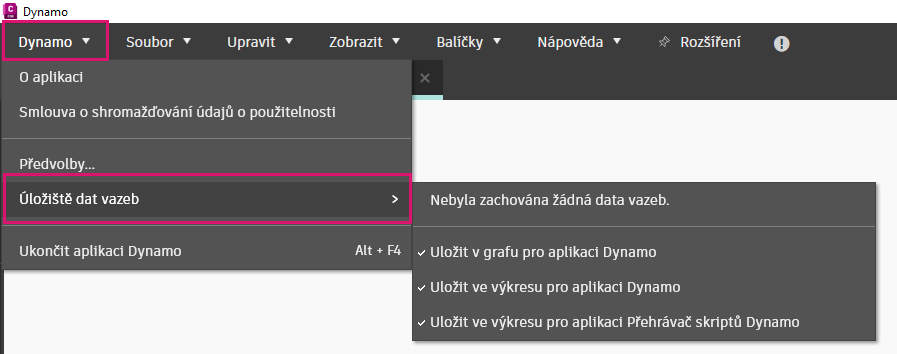 Dynamo
Dynamo Soubor Upravit Zobrazit Balíčky Nápověda Rozšíření
O aplikaci
Smlouva o shromažďování údajů o použitelnosti
Předvolby...
Úložiště dat vazeb
Nebyla zachována žádná data vazeb.
Ukončit aplikaci Dynamo Alt + F4
Uložit v grafu pro aplikaci Dynamo
Uložit ve výkresu pro aplikaci Dynamo
Uložit ve výkresu pro aplikaci Přehrávač skriptů Dynamo